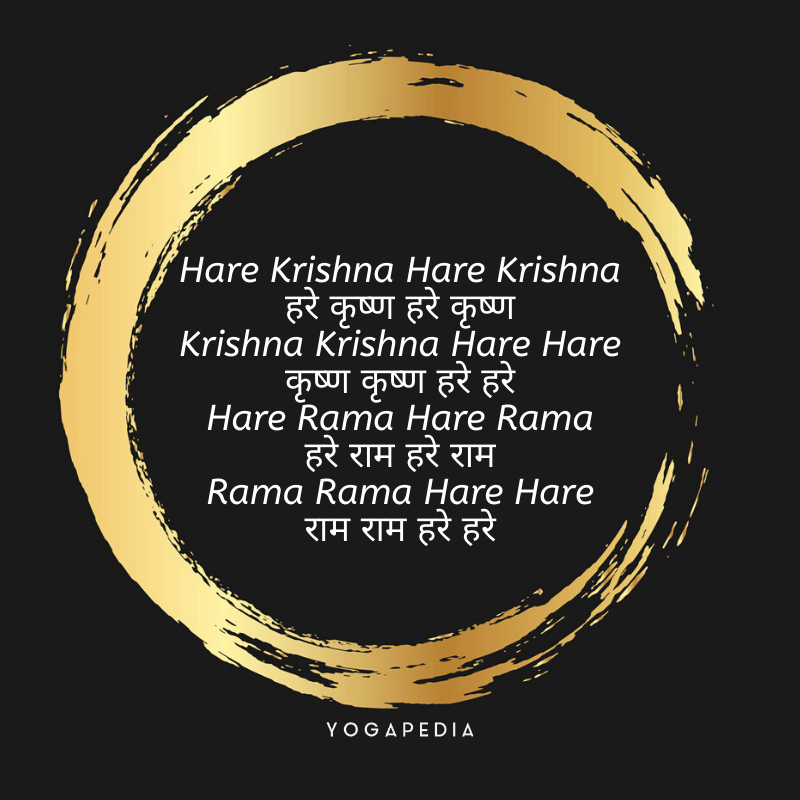 Hare Krishna Hare Krishna
हरे कृष्ण हरे कृष्ण
Krishna Krishna Hare Hare
कृष्ण कृष्ण हरे हरे
Hare Rama Hare Rama
हरे राम हरे राम
Rama Rama Hare Hare
राम राम हरे हरे
YOGAPEDIA